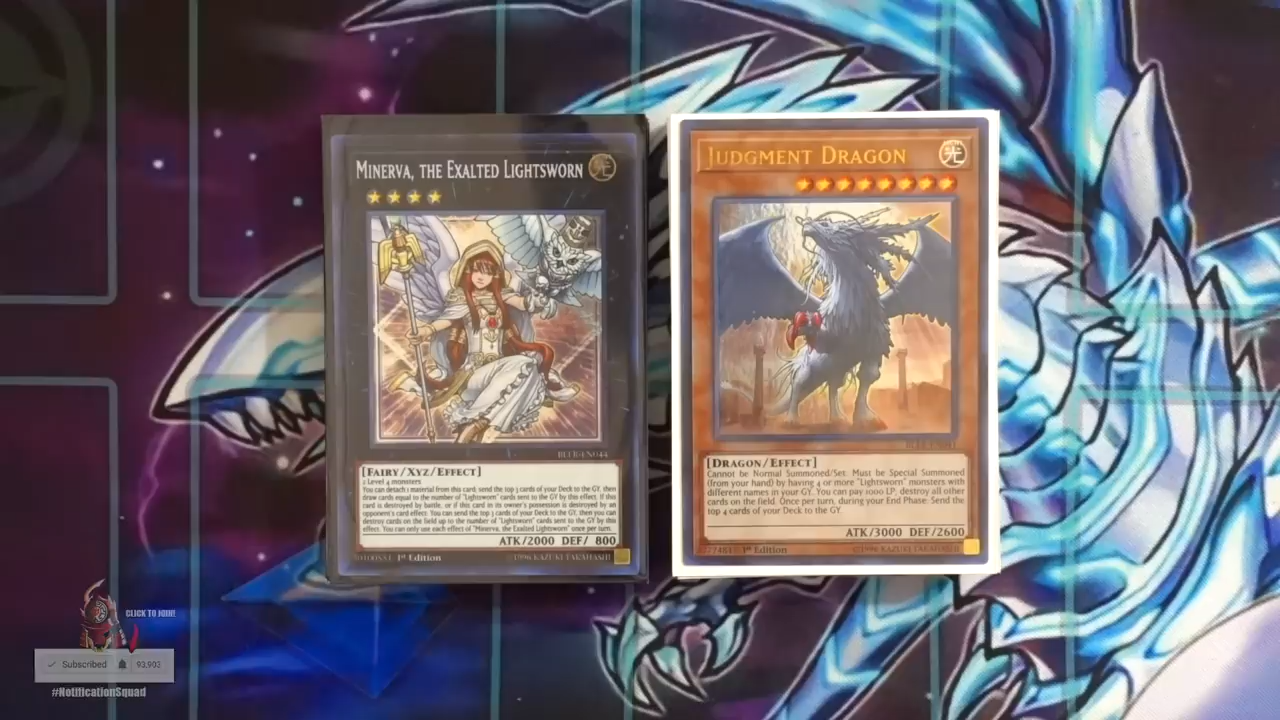 MINERVA, THE EXALTED LIGHTSWORN
光
BLLR-EN044
[FAIRY/XYZ/EFFECT]
2 Level 4 monsters
You can detach 1 material from this card; send the top 3 cards of your Deck to the GY, then
draw cards equal to the number of "Lightsworn" cards sent to the GY by this effect. If this
card is destroyed by battle, or if this card in its owner's possession is destroyed by an
opponent's card effect: You can send the top 3 cards of your Deck to the GY, then you can
destroy cards on the field up to the number of "Lightsworn" cards sent to the GY by this
effect. You can only use each effect of "Minerva, the Exalted Lightsworn" once per turn.
ATK/2000 DEF/ 800
1st Edition
©1996 KAZUKI TAKAHASHI
JUDGMENT DRAGON
光
[DRAGON/EFFECT]
Cannot be Normal Summoned/Set. Must be Special Summoned
(from your hand) by having 4 or more "Lightsworn" monsters with
different names in your GY. You can pay 1000 LP; destroy all other
cards on the field. Once per turn, during your End Phase: Send the
top 4 cards of your Deck to the GY.
ATK/3000 DEF/2600
1st Edition
©1996 KAZUKI TAKAHASHI
CLICK TO JOIN!
Subscribed 93,903
#NotificationSquad